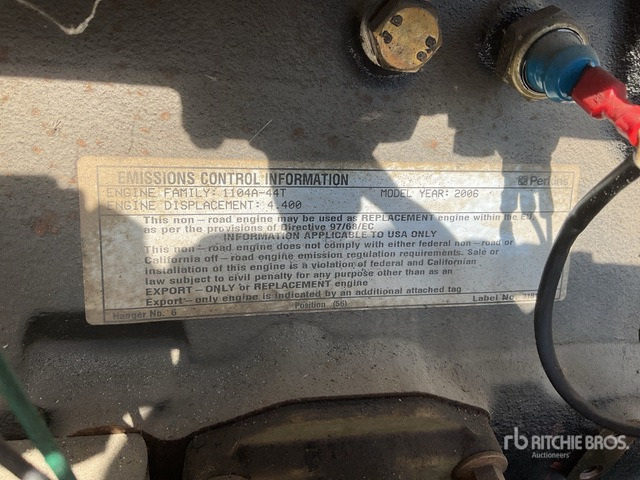 EMISSIONS CONTROL INFORMATION
Perkins
ENGINE FAMILY: 1104A-44T MODEL YEAR: 2006
ENGINE DISPLACEMENT: 4.400
This non-road engine may be used as REPLACEMENT engine within the EU,
as per the provisions of Directive 97/68/EC
INFORMATION APPLICABLE TO USA ONLY
This non-road engine does not comply with either federal non-road or
California off-road engine emission regulation requirements. Sale or
installation of this engine is a violation of federal and Californian
law subject to civil penalty for any purpose other than as an
EXPORT-ONLY or REPLACEMENT engine
Export-only engine is indicated by an additional attached tag
Hanger No. 6 Position (56) Label No.
rb RITCHIE BROS.
Auctioneers